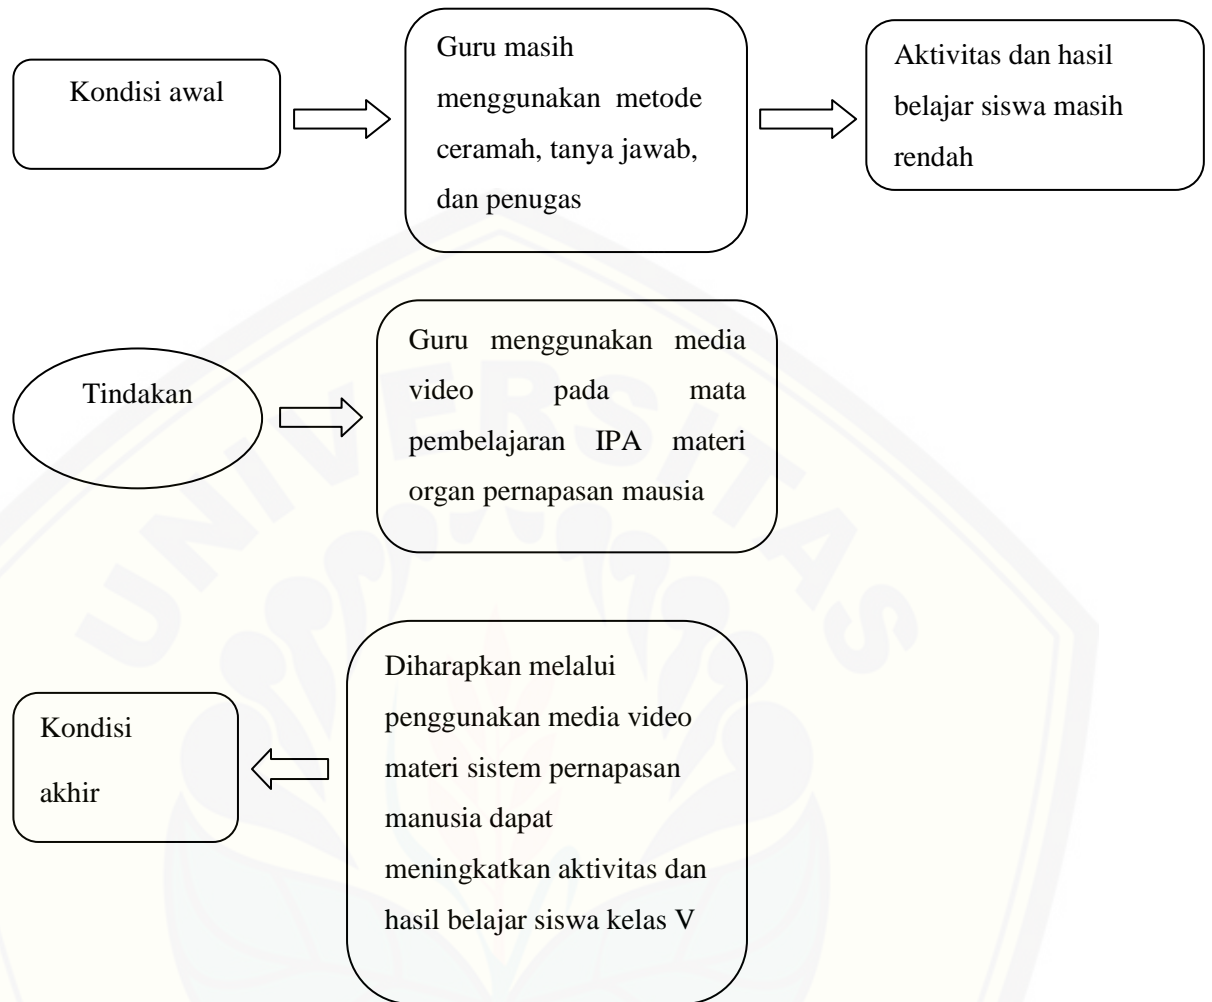 Kondisi awal
Guru masih
menggunakan metode
ceramah, tanya jawab,
dan penugas
Aktivitas dan hasil
belajar siswa masih
rendah
Tindakan
Guru menggunakan media
video pada mata
pembelajaran IPA materi
organ pernapasan mausia
Kondisi
akhir
Diharapkan melalui
penggunakan media video
materi sistem pernapasan
manusia dapat
meningkatkan aktivitas dan
hasil belajar siswa kelas V
UNIVERSITAS